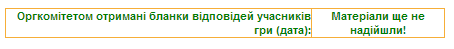 Оргкомітетом отримані бланки відповідей учасників гри (дата):
Матеріали ще не надійшли!